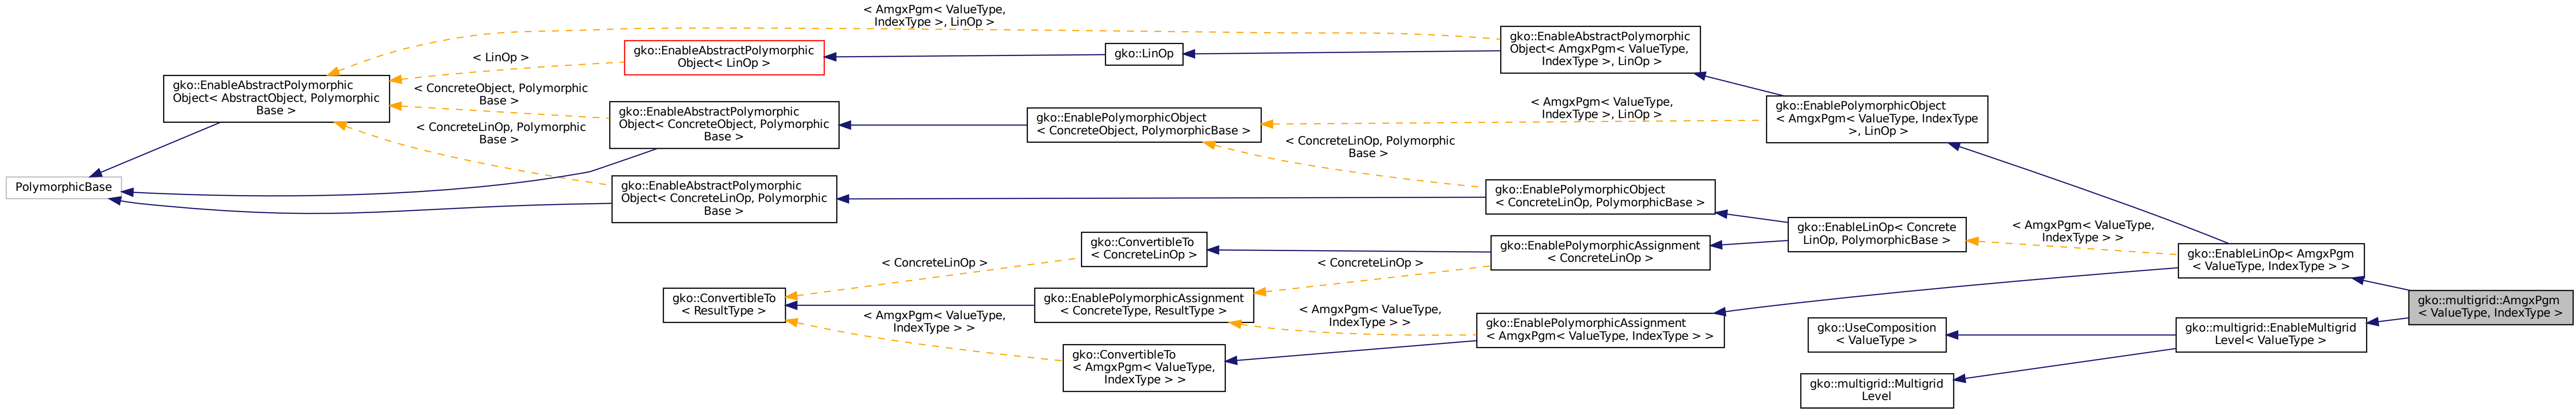 < AmgxPgm< ValueType,
IndexType >, LinOp >
gko::EnableAbstractPolymorphic
Object< AmgxPgm< ValueType,
IndexType >, LinOp >
gko::EnableAbstractPolymorphic
Object< LinOp >
gko::LinOp
< LinOp >
gko::EnableAbstractPolymorphic
Object< AbstractObject, Polymorphic
Base >
< ConcreteObject, Polymorphic
Base >
gko::EnableAbstractPolymorphic
Object< ConcreteObject, Polymorphic
Base >
gko::EnablePolymorphicObject
< ConcreteObject, PolymorphicBase >
< AmgxPgm< ValueType,
IndexType >, LinOp >
gko::EnablePolymorphicObject
< AmgxPgm< ValueType, IndexType
>, LinOp >
< ConcreteLinOp, Polymorphic
Base >
< ConcreteLinOp, Polymorphic
Base >
PolymorphicBase
gko::EnableAbstractPolymorphic
Object< ConcreteLinOp, Polymorphic
Base >
gko::EnablePolymorphicObject
< ConcreteLinOp, PolymorphicBase >
gko::EnableLinOp< Concrete
LinOp, PolymorphicBase >
< AmgxPgm< ValueType,
IndexType > >
gko::ConvertibleTo
< ConcreteLinOp >
gko::EnablePolymorphicAssignment
< ConcreteLinOp >
gko::EnableLinOp< AmgxPgm
< ValueType, IndexType > >
< ConcreteLinOp >
< ConcreteLinOp >
gko::ConvertibleTo
< ResultType >
gko::EnablePolymorphicAssignment
< ConcreteType, ResultType >
gko::multigrid::AmgxPgm
< ValueType, IndexType >
< AmgxPgm< ValueType,
IndexType > >
< AmgxPgm< ValueType,
IndexType > >
gko::EnablePolymorphicAssignment
< AmgxPgm< ValueType, IndexType > >
gko::UseComposition
< ValueType >
gko::multigrid::EnableMultigrid
Level< ValueType >
gko::ConvertibleTo
< AmgxPgm< ValueType,
IndexType > >
gko::multigrid::Multigrid
Level